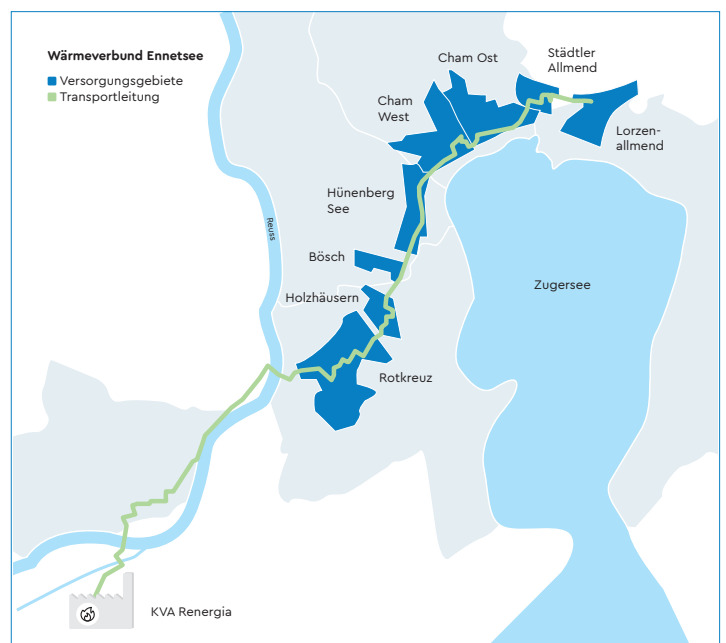 Wärmeverbund Ennetsee
Versorgungsgebiete
Transportleitung
Cham Ost
Städtler
Allmend
Cham
West
Lorzen-
allmend
Hünenberg
See
Reuss
Bösch
Holzhäusern
Zugersee
Rotkreuz
KVA Renergia